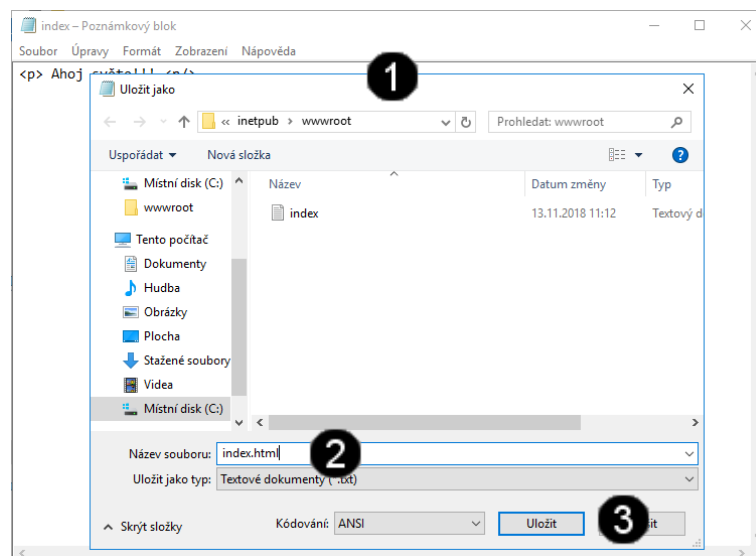 index – Poznámkový blok
Soubor Úpravy Formát Zobrazení Nápověda
<p> Ahoj
1
Uložit jako
« inetpub › wwwroot
Prohledat: wwwroot
Uspořádat Nová složka
?
Místní disk (C:)
wwwroot
Tento počítač
Dokumenty
Hudba
Obrázky
Plocha
Stažené soubory
Videa
Místní disk (C:)
Název Datum změny Typ
index 13.11.2018 11:12 Textový d
Název souboru: index.html
2
Uložit jako typ: Textové dokumenty
Skrýt složky
Kódování: ANSI
Uložit
3